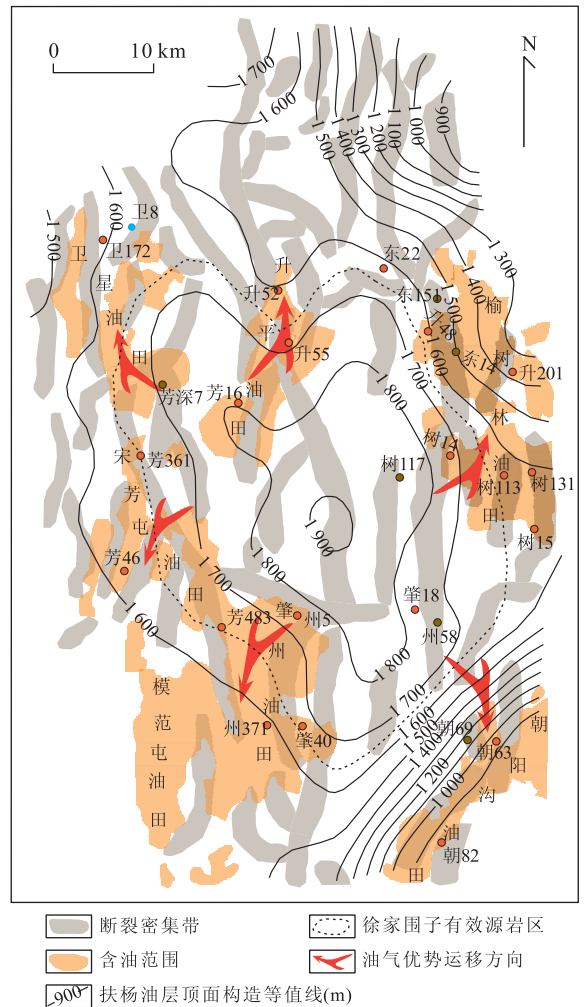 0 10 km
N
-1 700
-1 600
-1 500
-1 400
-1 300
-1 200
-1 100
-1 000
-900
-1 600
-1 500
卫8
卫172
卫星油田
升52
升平油田
升55
东22
东151
-1 500
-1 400
-1 300
-1 600
-1 700
-1 800
榆树林油田
东14
升201
芳深7
芳16
树14
树117
树113
树131
树15
宋芳屯油田
芳361
芳46
-1 900
-1 800
-1 700
-1 600
肇18
州58
芳483
肇州油田
州5
-1 800
-1 700
-1 600
-1 500
-1 400
-1 200
-1 000
模范屯油田
州371
肇40
朝69
朝63
朝阳沟油田
朝82
断裂密集带
徐家围子有效源岩区
含油范围
油气优势运移方向
-900 扶杨油层顶面构造等值线(m)